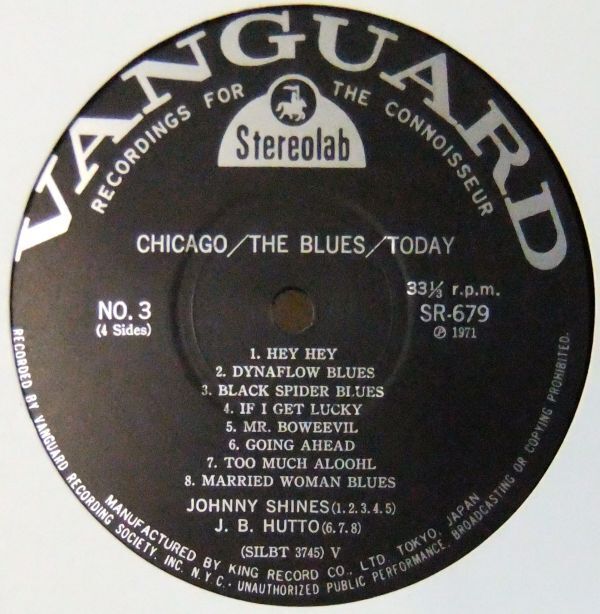 VANGUARD
RECORDINGS FOR THE CONNOISSEUR
Stereolab
CHICAGO/THE BLUES/TODAY
33⅓ r.p.m.
NO. 3
SR-679
(4 Sides)
Ⓟ 1971
1. HEY HEY
2. DYNAFLOW BLUES
3. BLACK SPIDER BLUES
4. IF I GET LUCKY
5. MR. BOWEEVIL
6. GOING AHEAD
7. TOO MUCH ALOOHL
8. MARRIED WOMAN BLUES
JOHNNY SHINES(1.2.3.4.5)
J. B. HUTTO(6.7.8)
(SILBT 3745) V
MANUFACTURED BY KING RECORD CO., LTD. TOKYO, JAPAN
RECORDED BY VANGUARD RECORDING SOCIETY, INC. N.Y.C.· UNAUTHORIZED PUBLIC PERFORMANCE, BROADCASTING OR COPYING PROHIBITED.